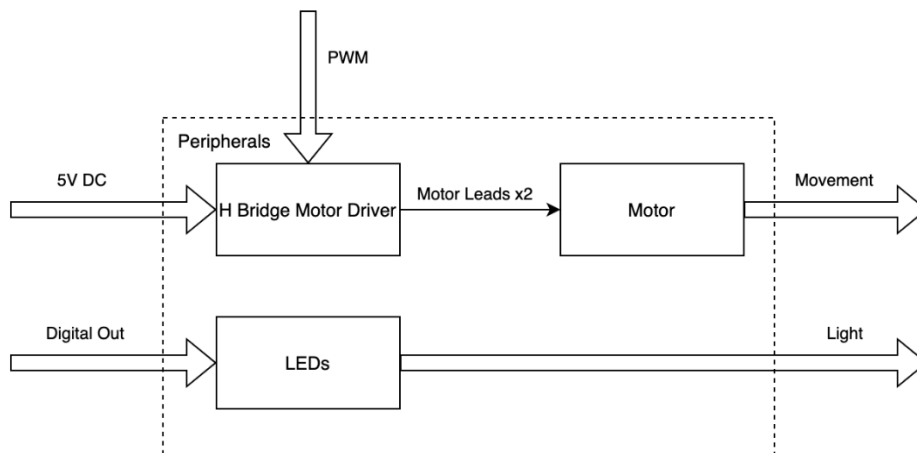 PWM
Peripherals
5V DC
H Bridge Motor Driver
Motor Leads x2
Motor
Movement
Digital Out
LEDs
Light